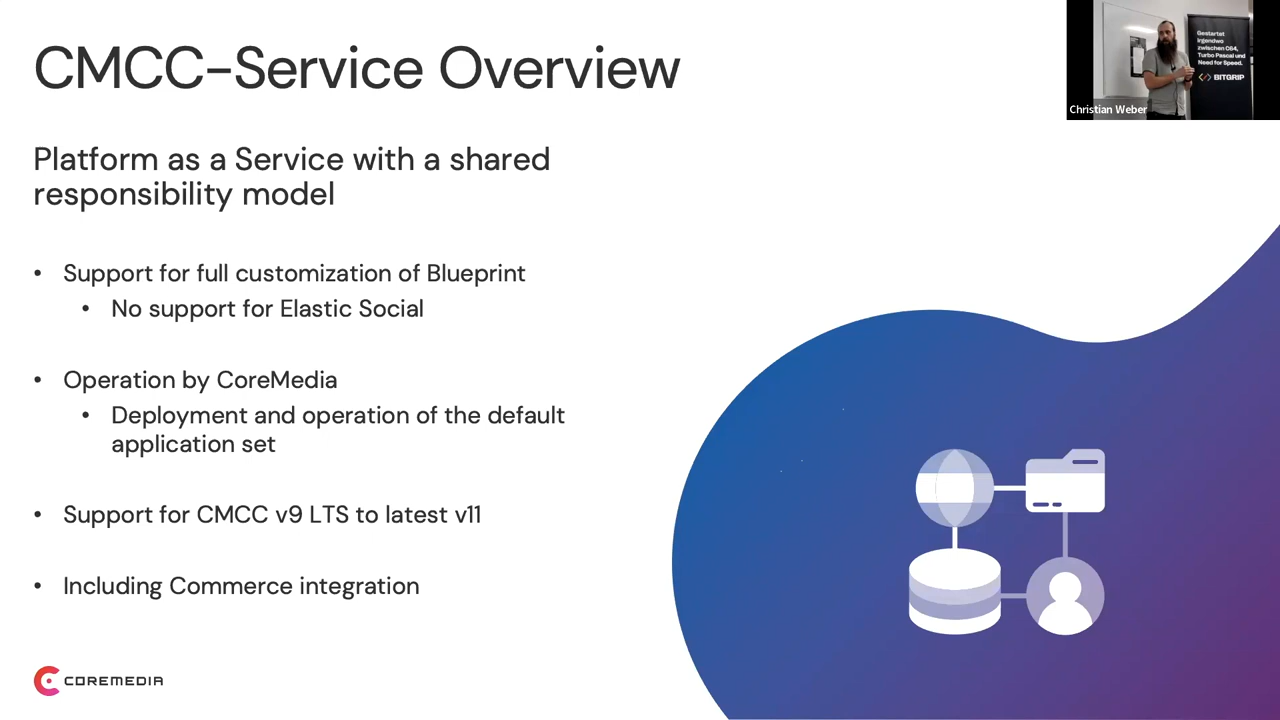 CMCC-Service Overview
Platform as a Service with a shared
responsibility model
• Support for full customization of Blueprint
• No support for Elastic Social
• Operation by CoreMedia
• Deployment and operation of the default
application set
• Support for CMCC v9 LTS to latest v11
• Including Commerce integration
COREMEDIA
Gestartet
irgendwo
zwischen C64,
Turbo Pascal und
Need for Speed.
BITGRIP
Christian Weber